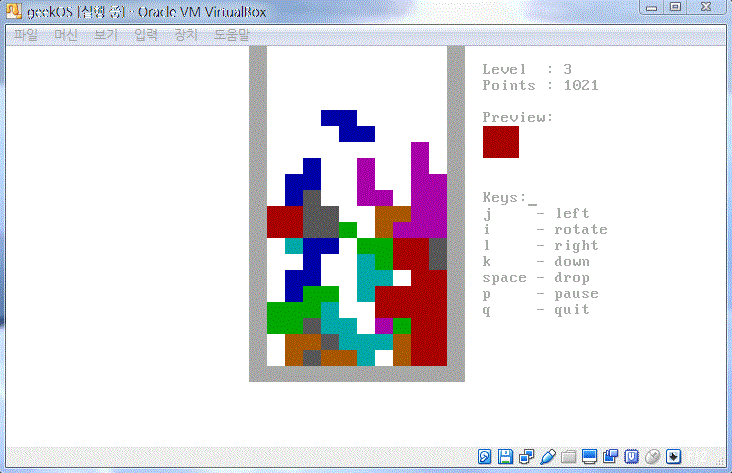 geekOS [실행 중] - Oracle VM VirtualBox
파일 머신 보기 입력 장치 도움말
Level : 3
Points : 1021
Preview:
Keys:_
j - left
i - rotate
l - right
k - down
space - drop
p - pause
q - quit